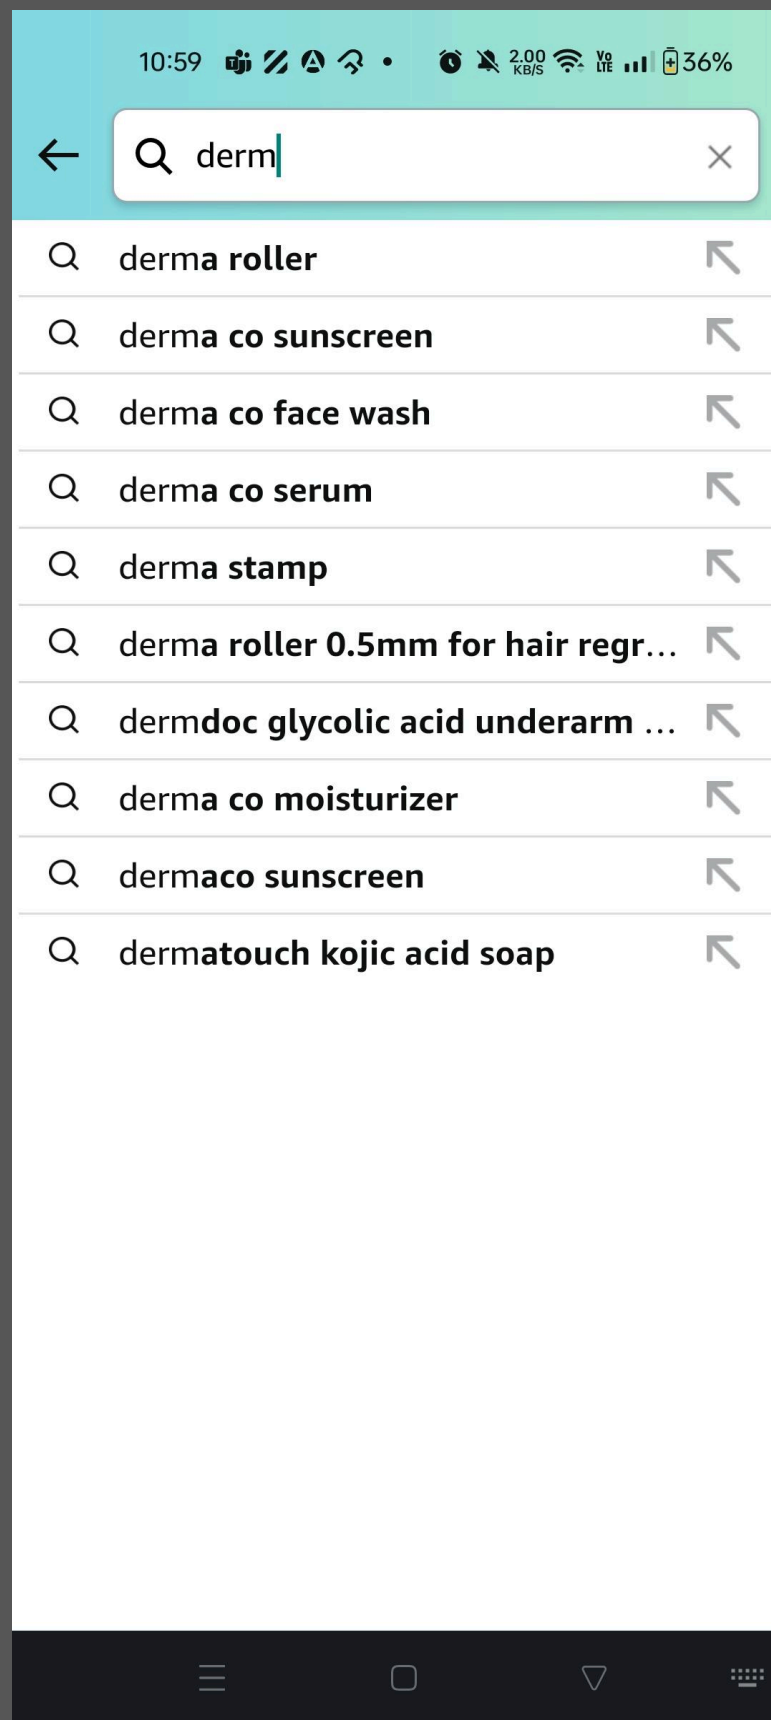 10:59 2.00 KB/S Vo LTE 36%
derm
derma roller
derma co sunscreen
derma co face wash
derma co serum
derma stamp
derma roller 0.5mm for hair regr...
dermdoc glycolic acid underarm ...
derma co moisturizer
dermaco sunscreen
dermatouch kojic acid soap